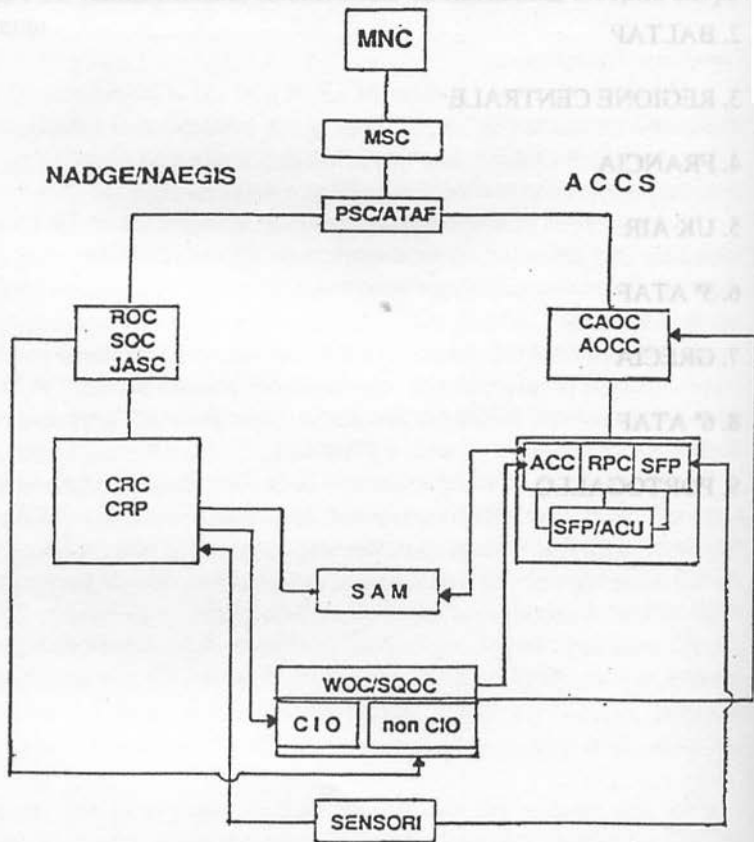 MNC
MSC
NADGE/NAEGIS
ACCS
PSC/ATAF
ROC
SOC
JASC
CAOC
AOCC
CRC
CRP
ACC RPC SFP
SFP/ACU
SAM
WOC/SQOC
CIO non CIO
SENSORI
2. BALTAP
3. REGIONE CENTRALE
4. FRANCIA
5. UK AIR
6. 5ª ATAF
7. GRECIA
8. 6ª ATAF
9. PORTOGALLO